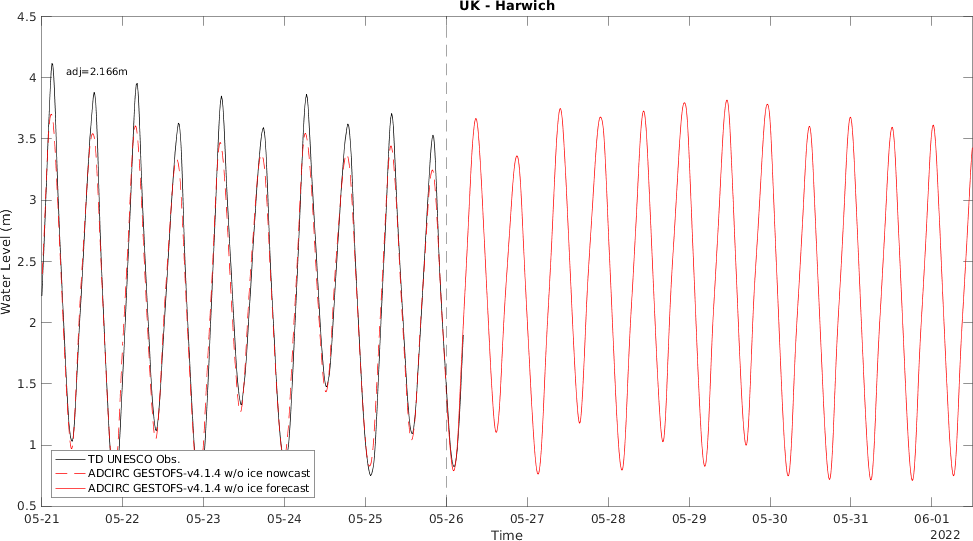 UK - Harwich
adj=2.166m
Water Level (m)
4.5
4
3.5
3
2.5
2
1.5
1
0.5
TD UNESCO Obs.
ADCIRC GESTOFS-v4.1.4 w/o ice nowcast
ADCIRC GESTOFS-v4.1.4 w/o ice forecast
05-21 05-22 05-23 05-24 05-25 05-26 05-27 05-28 05-29 05-30 05-31 06-01
2022
Time